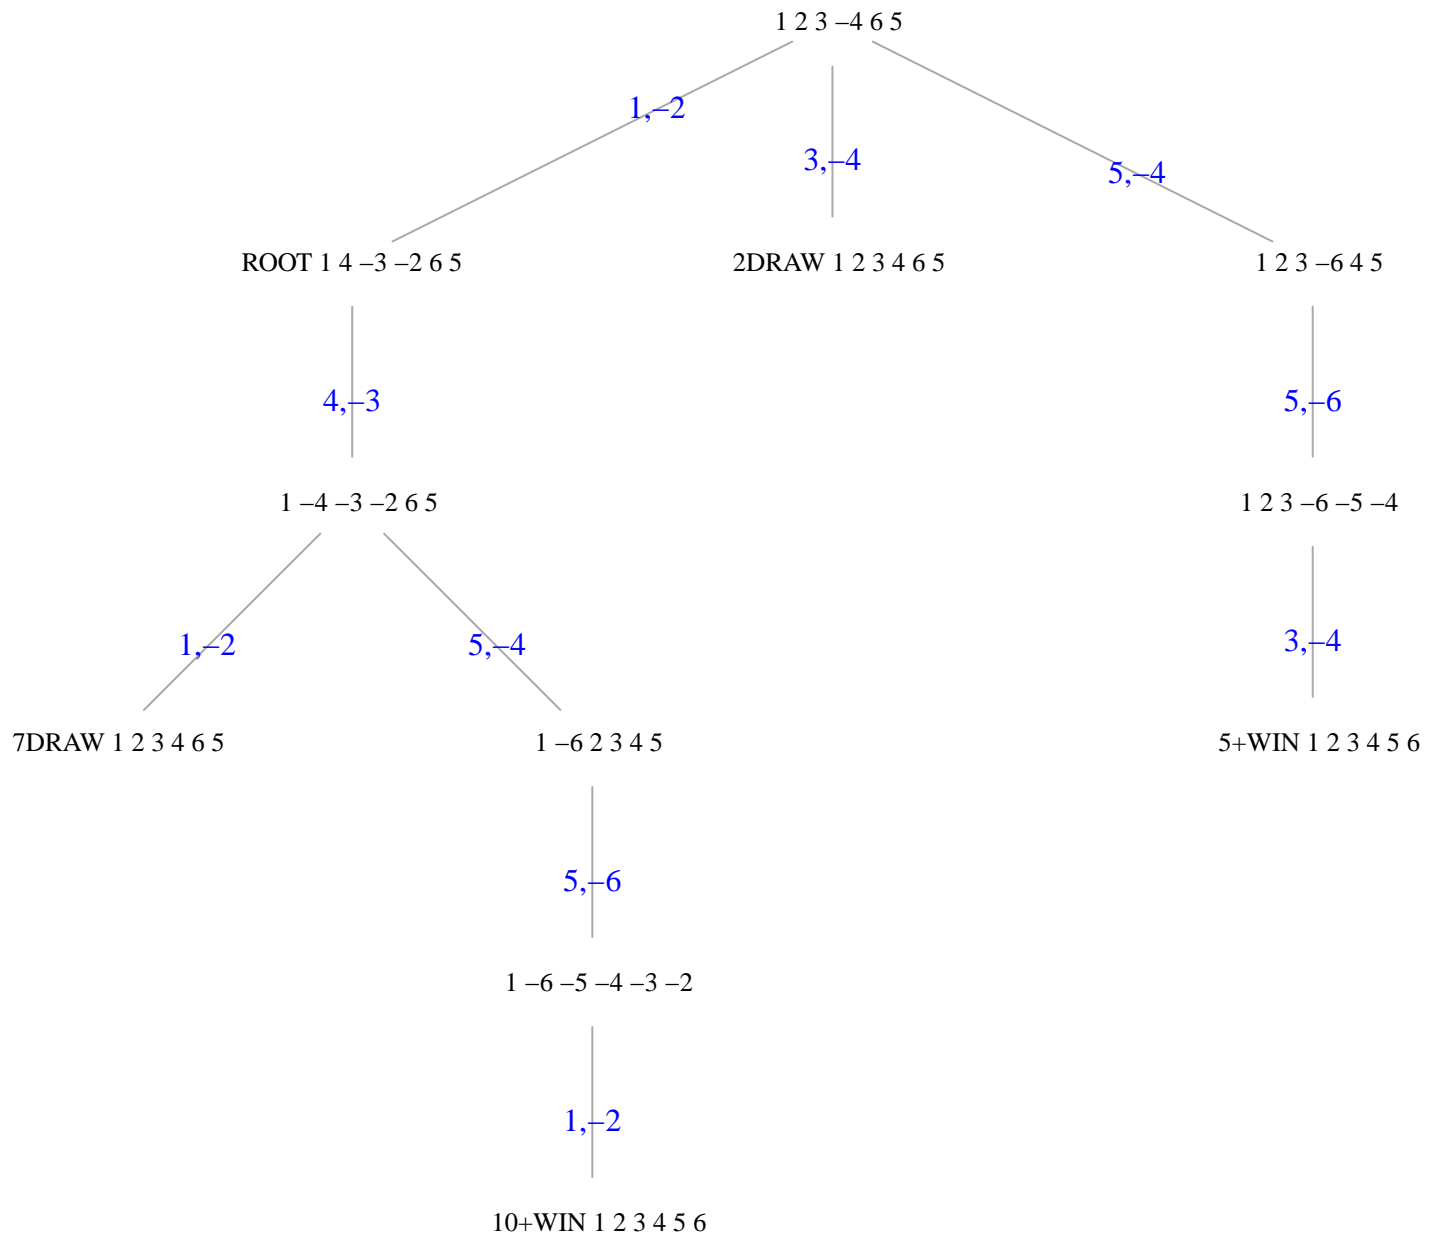 1 2 3 –4 6 5
1,–2
3,–4
5,–4
ROOT 1 4 –3 –2 6 5
2DRAW 1 2 3 4 6 5
1 2 3 –6 4 5
4,–3
5,–6
1 –4 –3 –2 6 5
1 2 3 –6 –5 –4
1,–2
5,–4
3,–4
7DRAW 1 2 3 4 6 5
1 –6 2 3 4 5
5+WIN 1 2 3 4 5 6
5,–6
1 –6 –5 –4 –3 –2
1,–2
10+WIN 1 2 3 4 5 6